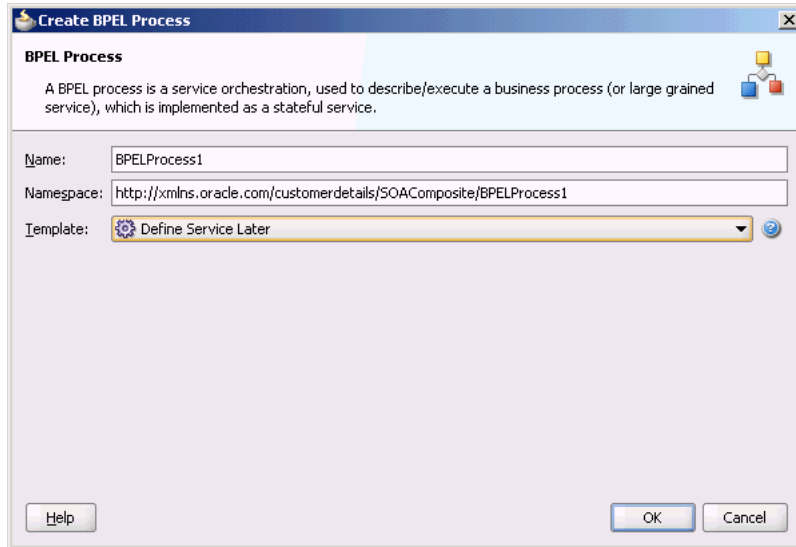 Create BPEL Process
BPEL Process
A BPEL process is a service orchestration, used to describe/execute a business process (or large grained
service), which is implemented as a stateful service.
Name: BPELProcess1
Namespace: http://xmlns.oracle.com/customerdetails/SOAComposite/BPELProcess1
Template: Define Service Later
Help OK Cancel